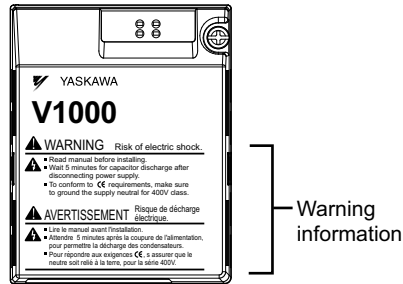 YASKAWA
V1000
WARNING Risk of electric shock.
Read manual before installing.
Wait 5 minutes for capacitor discharge after
disconnecting power supply.
To conform to CE requirements, make sure
to ground the supply neutral for 400V class.
AVERTISSEMENT Risque de décharge
électrique.
Lire le manuel avant l'installation.
Attendre 5 minutes après la coupure de l'alimentation,
pour permettre la décharge des condensateurs.
Pour répondre aux exigences CE, s assurer que le
neutre soit relié à la terre, pour la série 400V.
Warning
information